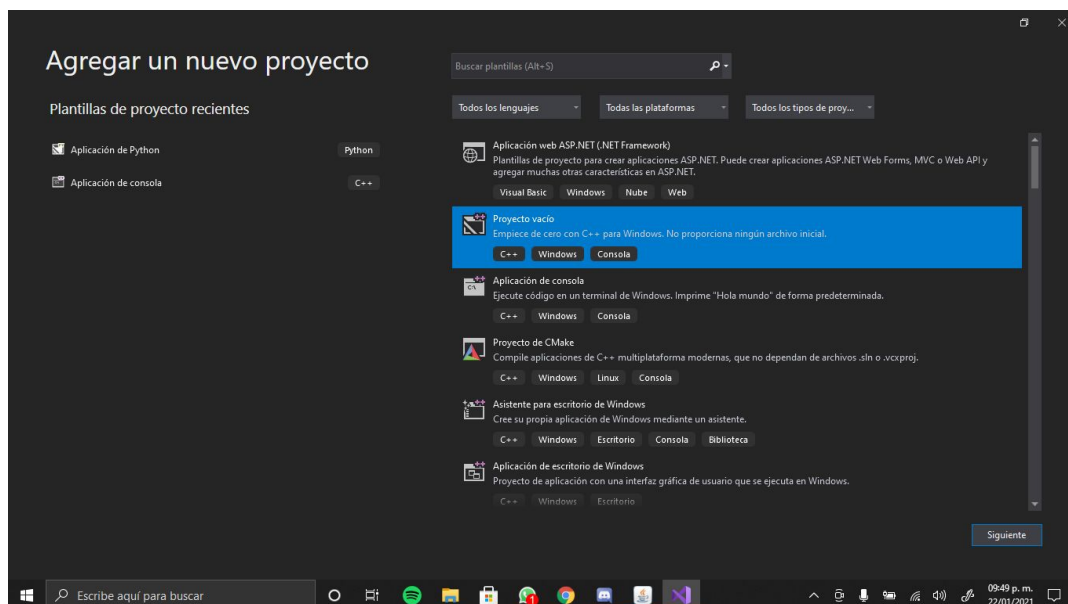 Agregar un nuevo proyecto
Plantillas de proyecto recientes
Aplicación de Python
Python
Aplicación de consola
C++
Buscar plantillas (Alt+S)
Todos los lenguajes
Todas las plataformas
Todos los tipos de proy...
Aplicación web ASP.NET (.NET Framework)
Plantillas de proyecto para crear aplicaciones ASP.NET. Puede crear aplicaciones ASP.NET Web Forms, MVC o Web API y
agregar muchas otras características en ASP.NET.
Visual Basic Windows Nube Web
Proyecto vacío
Empiece de cero con C++ para Windows. No proporciona ningún archivo inicial.
C++ Windows Consola
Aplicación de consola
Ejecute código en un terminal de Windows. Imprime "Hola mundo" de forma predeterminada.
C++ Windows Consola
Proyecto de CMake
Compile aplicaciones de C++ multiplataforma modernas, que no dependan de archivos .sln o .vcxproj.
C++ Windows Linux Consola
Asistente para escritorio de Windows
Cree su propia aplicación de Windows mediante un asistente.
C++ Windows Escritorio Consola Biblioteca
Aplicación de escritorio de Windows
Proyecto de aplicación con una interfaz gráfica de usuario que se ejecuta en Windows.
C++ Windows Escritorio
Siguiente
Escribe aquí para buscar
09:49 p. m.
22/01/2021